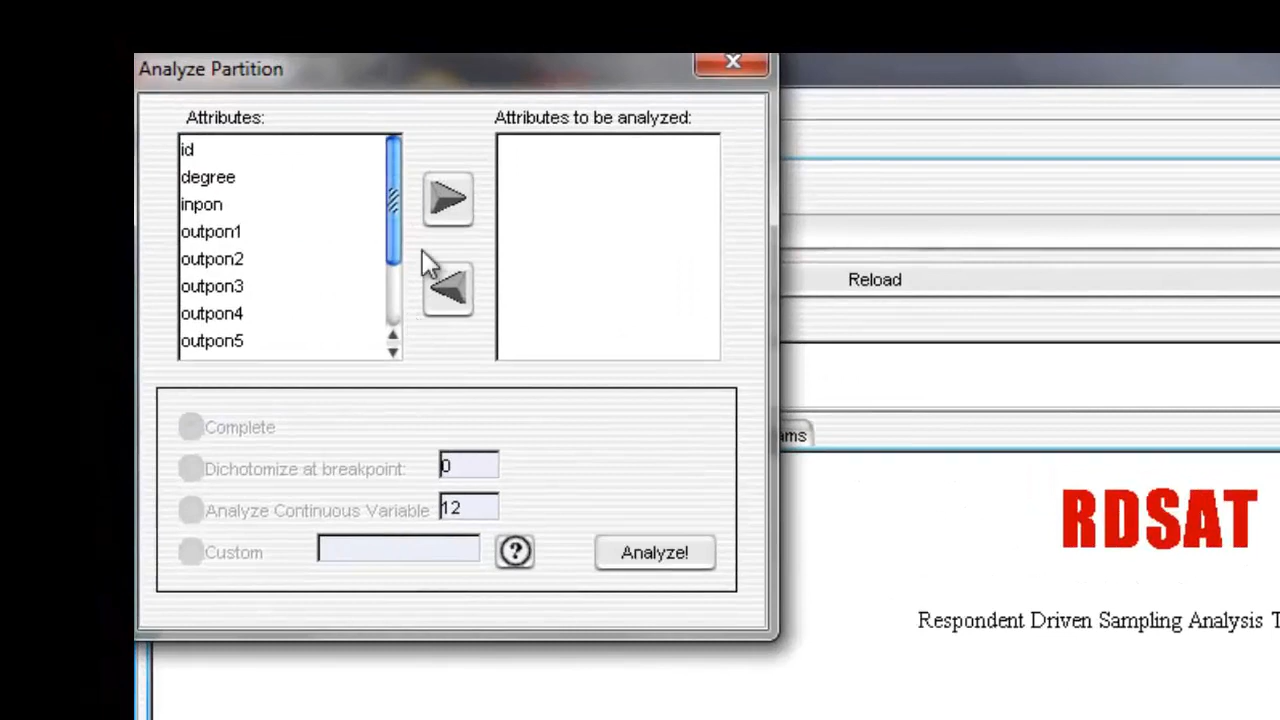 Analyze Partition
Attributes:
Attributes to be analyzed:
id
degree
inpon
outpon1
outpon2
outpon3
outpon4
outpon5
Reload
Complete
Dichotomize at breakpoint: 0
Analyze Continuous Variable 12
Custom
?
Analyze!
ams
RDSAT
Respondent Driven Sampling Analysis T